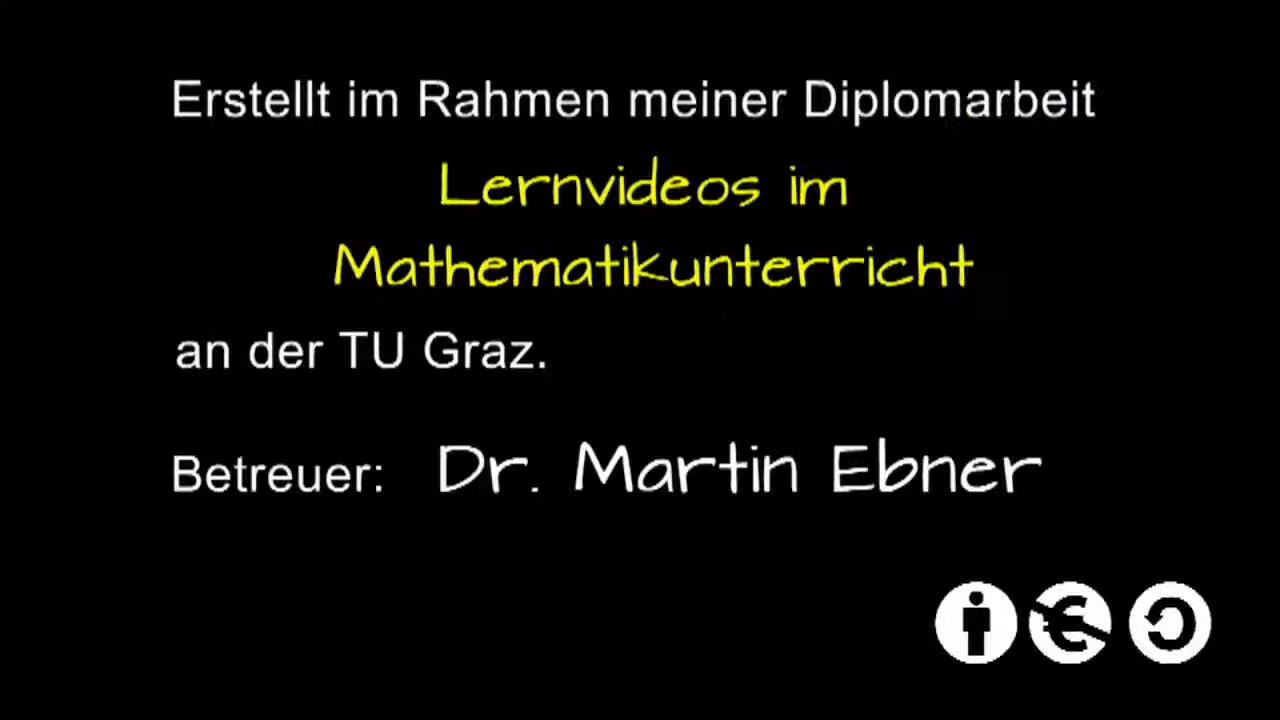 Erstellt im Rahmen meiner Diplomarbeit
Lernvideos im
Mathematikunterricht
an der TU Graz.
Betreuer: Dr. Martin Ebner